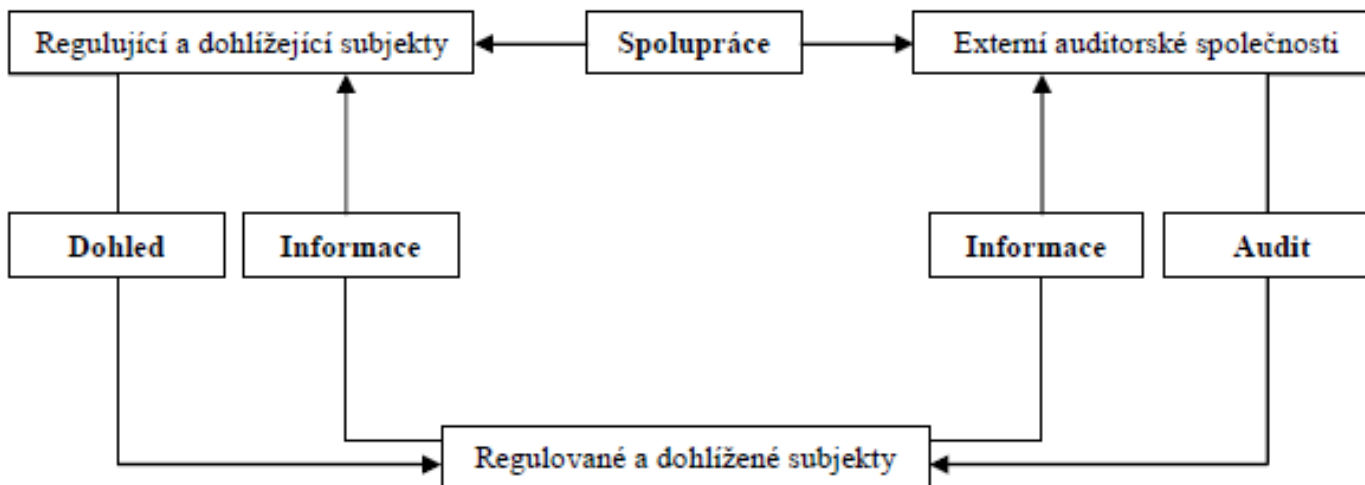 Regulující a dohlížející subjekty
Spolupráce
Externí auditorské společnosti
Dohled
Informace
Informace
Audit
Regulované a dohlížené subjekty